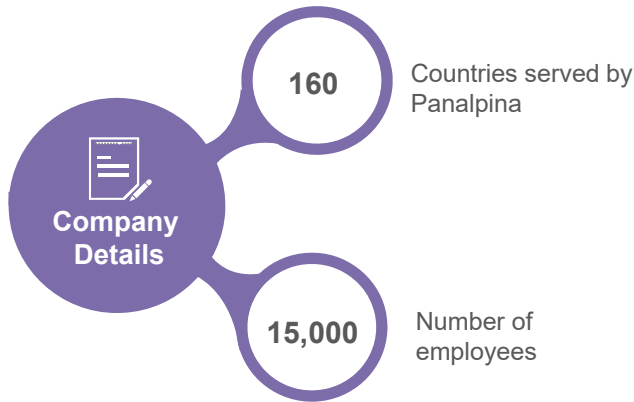 160
Countries served by
Panalpina
Company
Details
15,000
Number of
employees